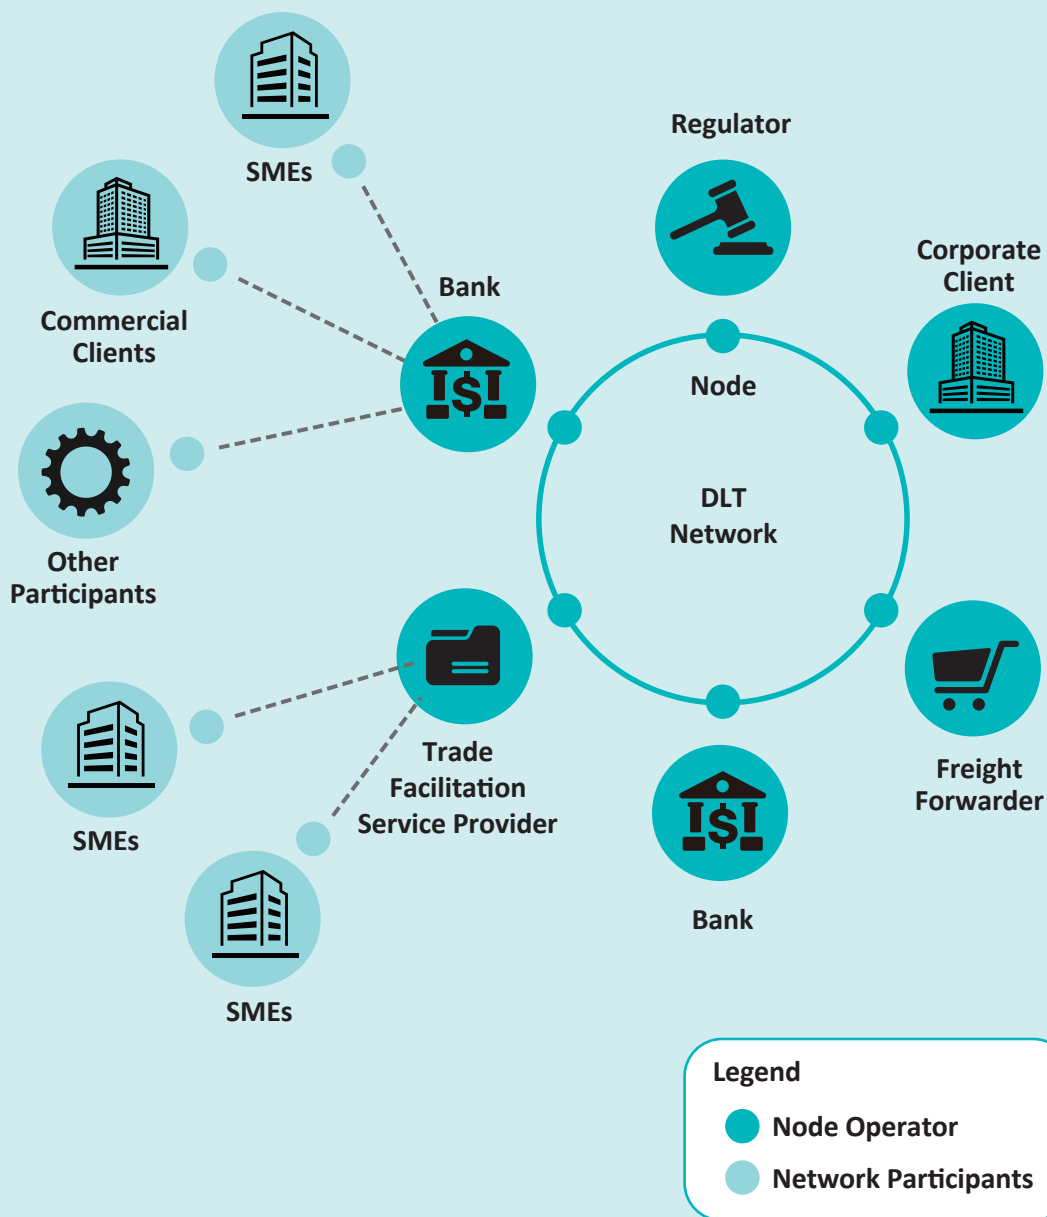 SMEs
Regulator
Commercial
Clients
Bank
Corporate
Client
Node
DLT
Network
Other
Participants
Trade
Facilitation
Service Provider
Freight
Forwarder
SMEs
Bank
SMEs
Legend
Node Operator
Network Participants